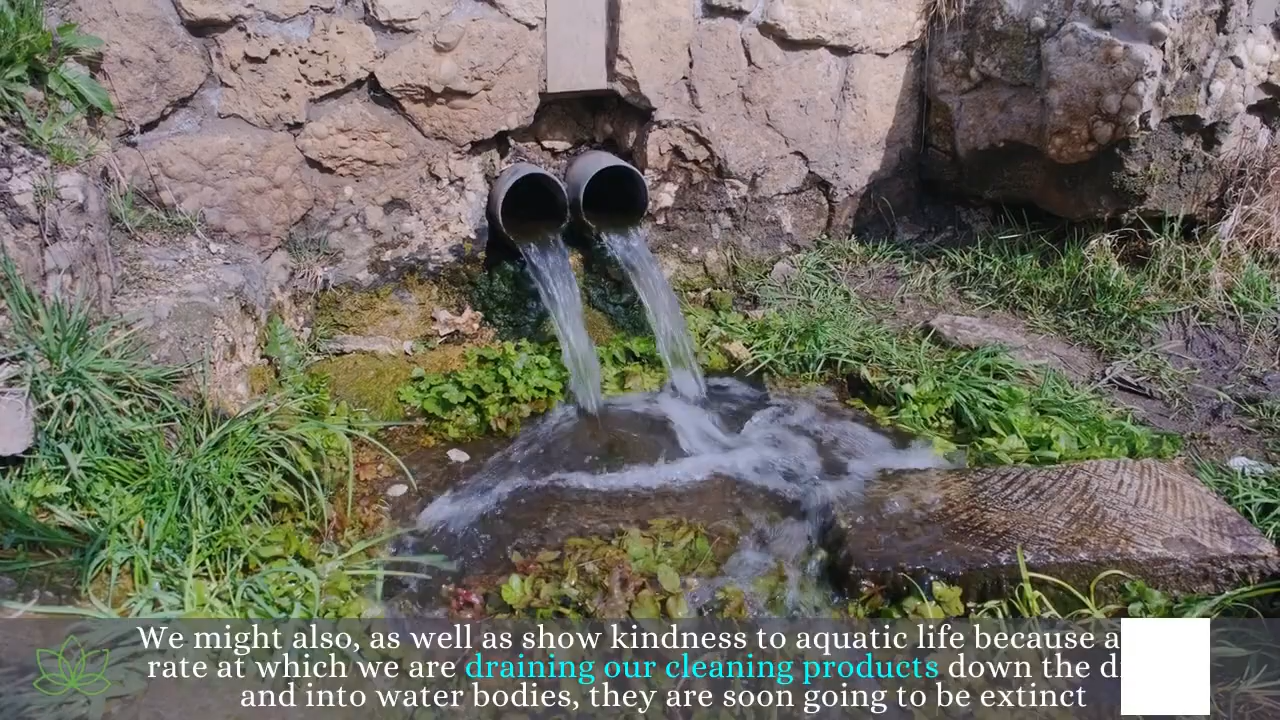 We might also, as well as show kindness to aquatic life because
rate at which we are draining our cleaning products down the
and into water bodies, they are soon going to be extinct